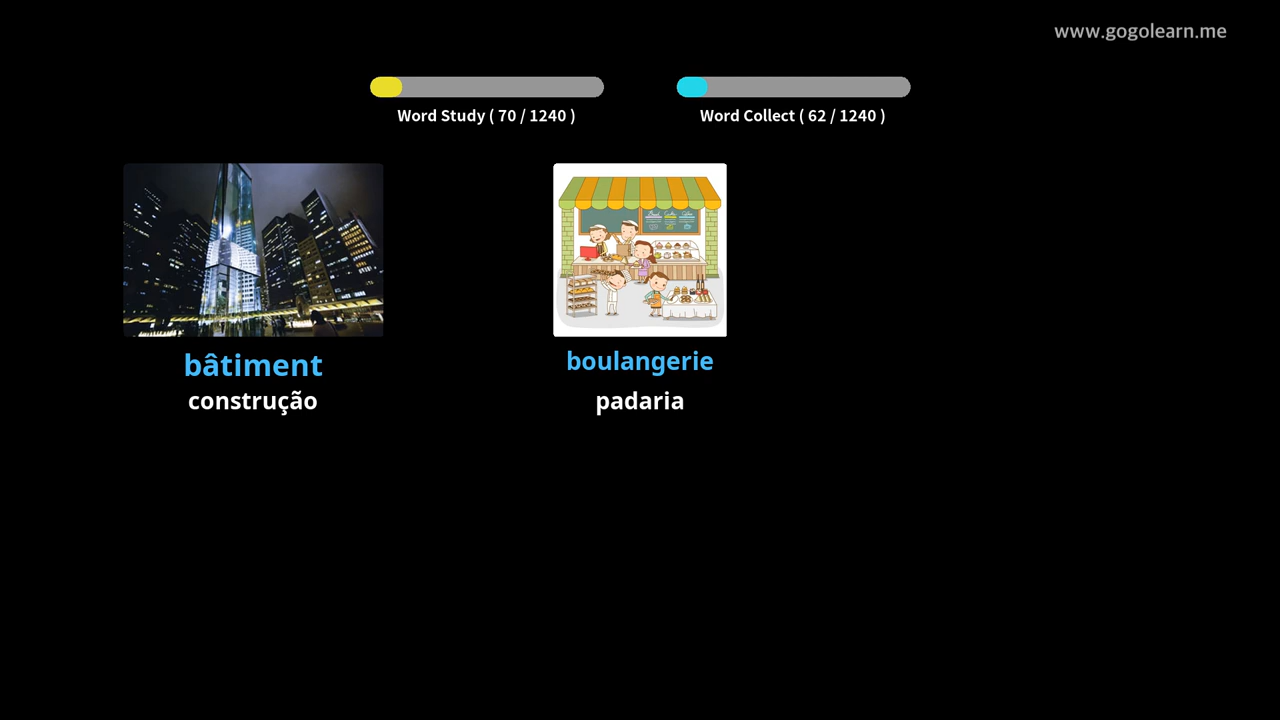 www.gogolearn.me
Word Study ( 70 / 1240 )
Word Collect ( 62 / 1240 )
bâtiment
construção
boulangerie
padaria